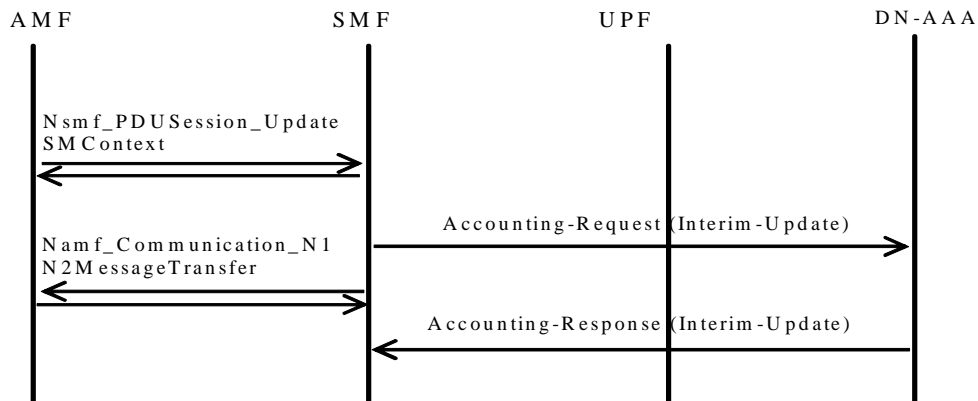 AMF SMF UPF DN-AAA
Nsmf_PDUSession_Update
SMContext
Accounting-Request (Interim-Update)
Namf_Communication_N1
N2MessageTransfer
Accounting-Response (Interim-Update)